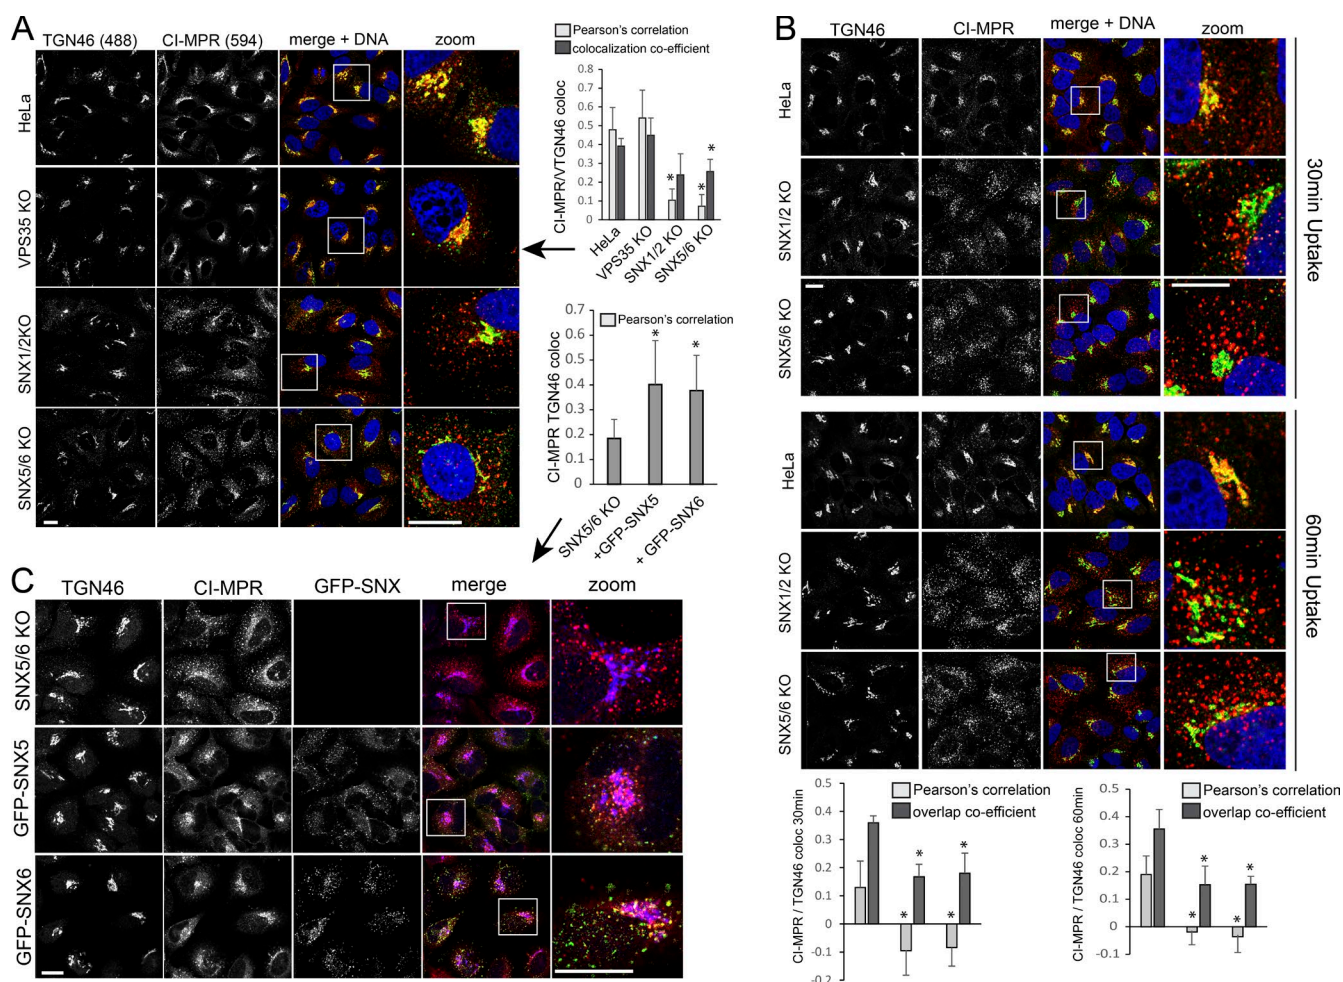 A
TGN46 (488) CI-MPR (594) merge + DNA zoom
HeLa
VPS35 KO
SNX1/2KO
SNX5/6 KO
Pearson's correlation
colocalization co-efficient
CI-MPR/VTGN46 coloc
0.8
0.7
0.6
0.5
0.4
0.3
0.2
0.1
0
* *
* *
HeLa
VPS35 KO
SNX1/2 KO
SNX5/6 KO
Pearson's correlation
CI-MPR TGN46 coloc
0.7
0.6
0.5
0.4
0.3
0.2
0.1
0
* *
SNX5/6 KO
+GFP-SNX5
+ GFP-SNX6
B
TGN46 CI-MPR merge + DNA zoom
HeLa
SNX1/2 KO
SNX5/6 KO
30min Uptake
HeLa
SNX1/2 KO
SNX5/6 KO
60min Uptake
Pearson's correlation
overlap co-efficient
CI-MPR / TGN46 coloc 30min
0.5
0.4
0.3
0.2
0.1
0
-0.1
-0.2
* *
* *
Pearson's correlation
overlap co-efficient
CI-MPR / TGN46 coloc 60min
0.5
0.4
0.3
0.2
0.1
0
-0.1
* *
* *
C
TGN46 CI-MPR GFP-SNX merge zoom
SNX5/6 KO
GFP-SNX5
GFP-SNX6